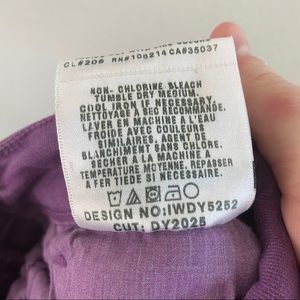 CL#206 RN#106214 CA#35037
NON-CHLORINE BLEACH
TUMBLE DRY MEDIUM.
COOL IRON IF NECESSARY.
NETTOYAGE A SEC RECOMMANDE.
LAVER EN MACHINE A L'EAU
FROIDE AVEC COULEURS
SIMILAIRES. AGENT DE
BLANCHIMENT SANS CHLORE.
SECHER A LA MACHINE A
TEMPERATURE MOYENNE. REPASSER
A FER TIEDE SI NECESSAIRE.
DESIGN NO:IWDY5252
CUT: DY2025